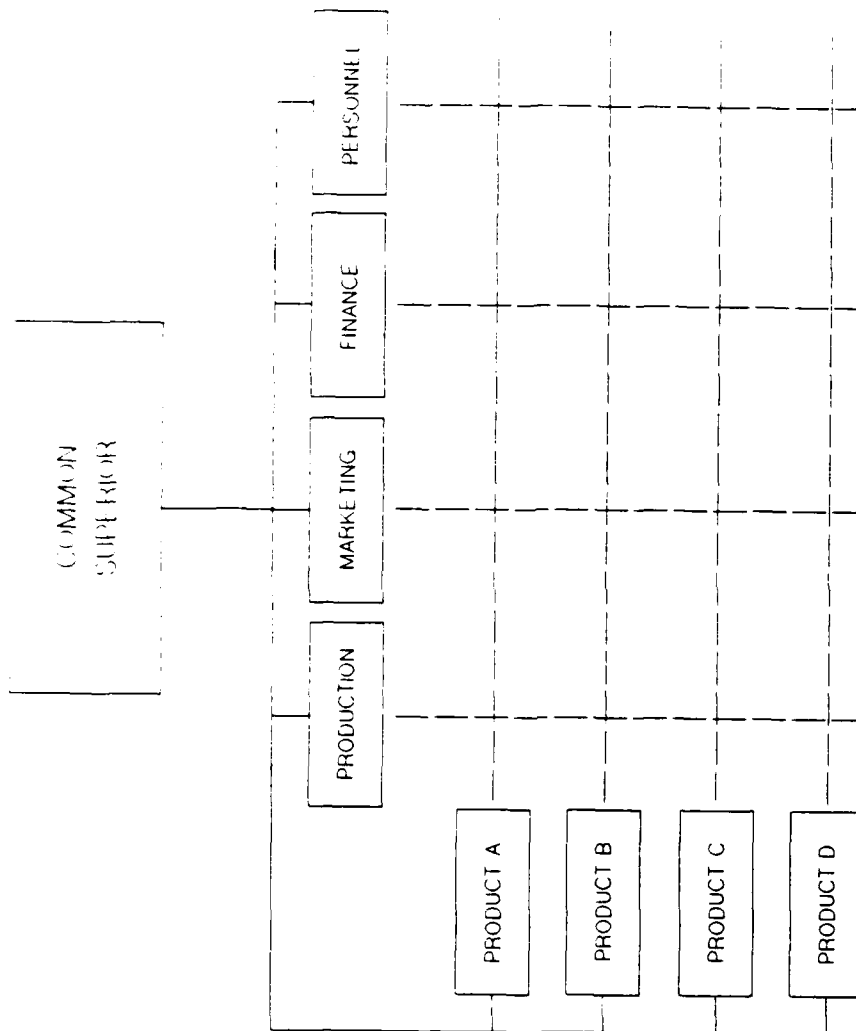 COMMON
SUPERIOR
PRODUCTION
MARKETING
FINANCE
PERSONNEL
PRODUCT A
PRODUCT B
PRODUCT C
PRODUCT D